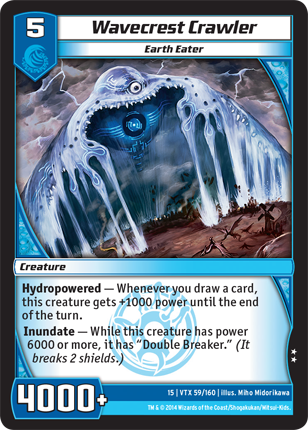 5
Wavecrest Crawler
Earth Eater
Creature
Hydropowered — Whenever you draw a card,
this creature gets +1000 power until the end
of the turn.
Inundate — While this creature has power
6000 or more, it has “Double Breaker.” (It
breaks 2 shields.)
4000+
15 | VTX 59/160 | illus. Miho Midorikawa
TM & © 2014 Wizards of the Coast/Shogakukan/Mitsui-Kids.